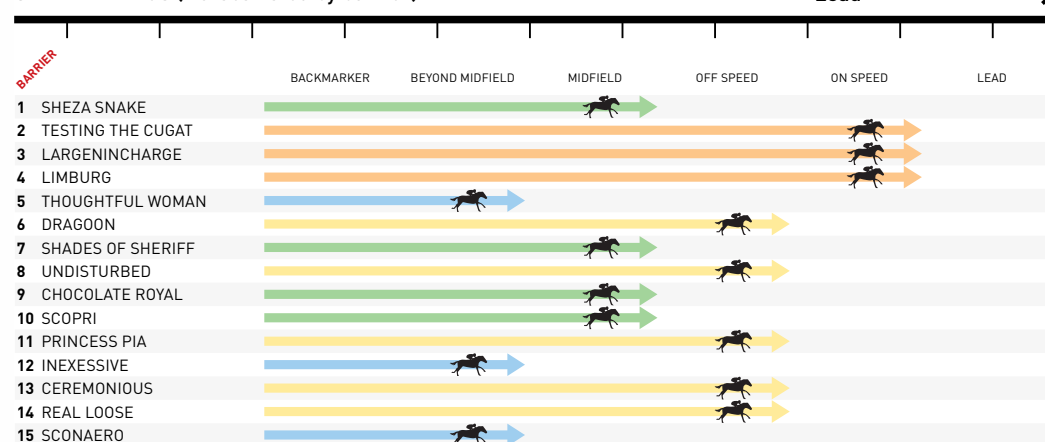 BARRIER
BACKMARKER BEYOND MIDFIELD MIDFIELD OFF SPEED ON SPEED LEAD
1 SHEZA SNAKE
2 TESTING THE CUGAT
3 LARGENINCHARGE
4 LIMBURG
5 THOUGHTFUL WOMAN
6 DRAGOON
7 SHADES OF SHERIFF
8 UNDISTURBED
9 CHOCOLATE ROYAL
10 SCOPRI
11 PRINCESS PIA
12 INEXESSIVE
13 CEREMONIOUS
14 REAL LOOSE
15 SCONAERO